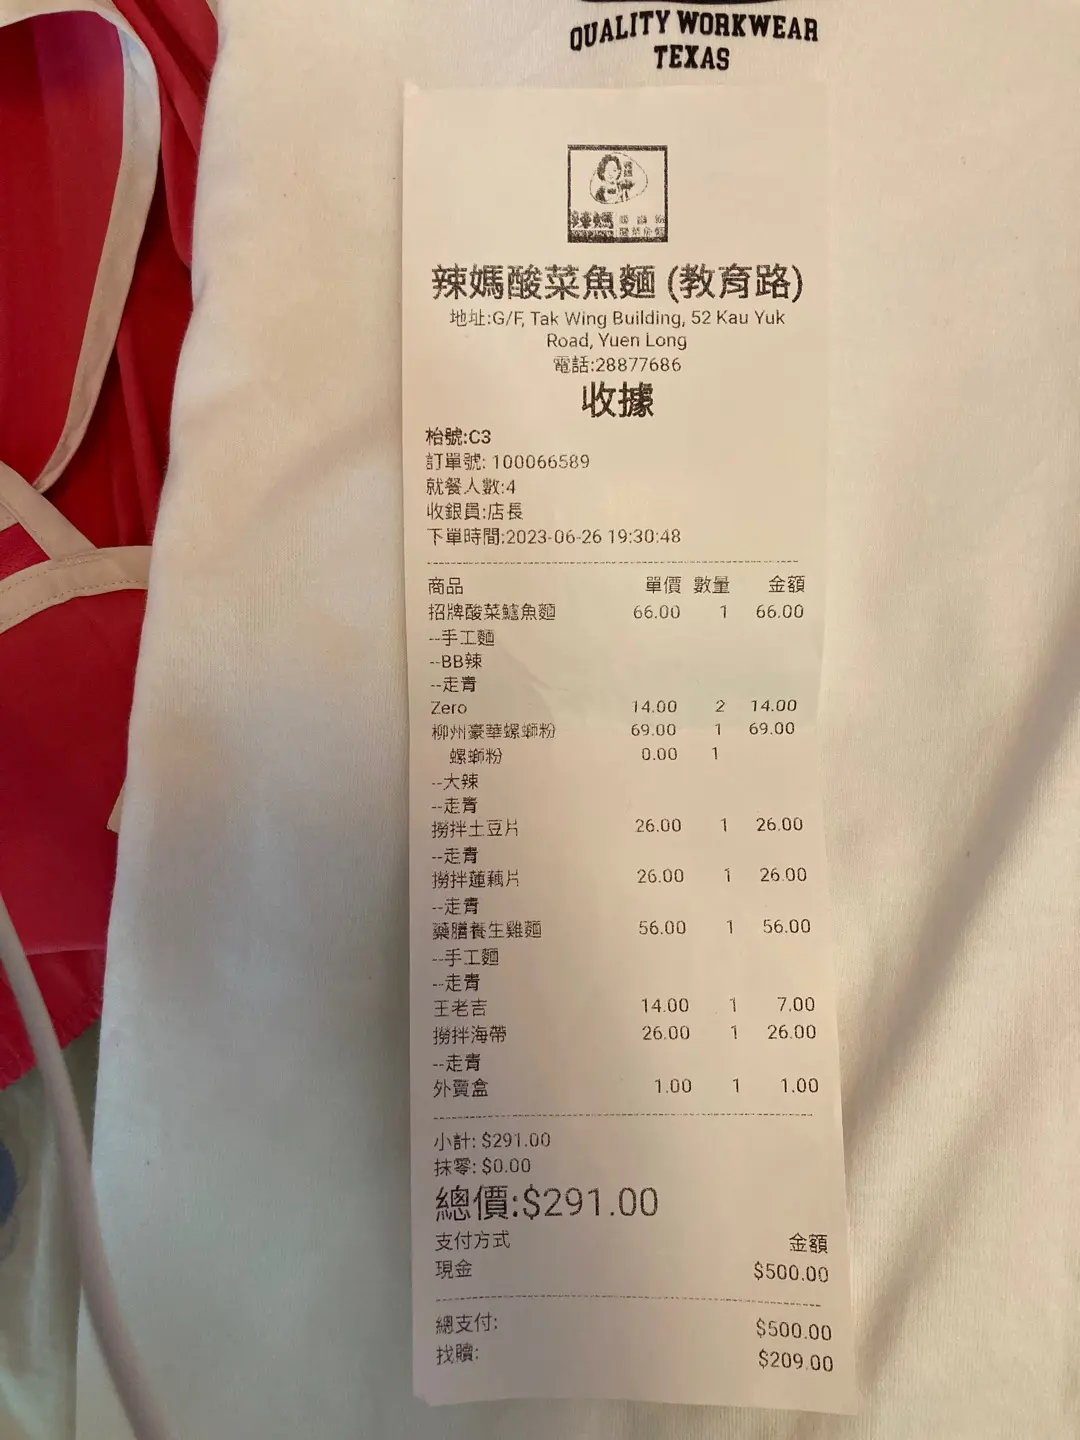 QUALITY WORKWEAR
TEXAS
辣媽
辣媽酸菜魚麵 (教育路)
地址:G/F, Tak Wing Building, 52 Kau Yuk
Road, Yuen Long
電話:28877686
收據
枱號:C3
訂單號: 100066589
就餐人數:4
收銀員:店長
下單時間:2023-06-26 19:30:48
商品 單價 數量 金額
招牌酸菜鱸魚麵 66.00 1 66.00
--手工麵
--BB辣
--走青
Zero 14.00 2 14.00
柳州豪華螺螄粉 69.00 1 69.00
螺螄粉 0.00 1
--大辣
--走青
撈拌土豆片 26.00 1 26.00
--走青
撈拌蓮藕片 26.00 1 26.00
--走青
藥膳養生雞麵 56.00 1 56.00
--手工麵
--走青
王老吉 14.00 1 7.00
撈拌海帶 26.00 1 26.00
--走青
外賣盒 1.00 1 1.00
小計: $291.00
抹零: $0.00
總價:$291.00
支付方式 金額
現金 $500.00
總支付: $500.00
找贖: $209.00